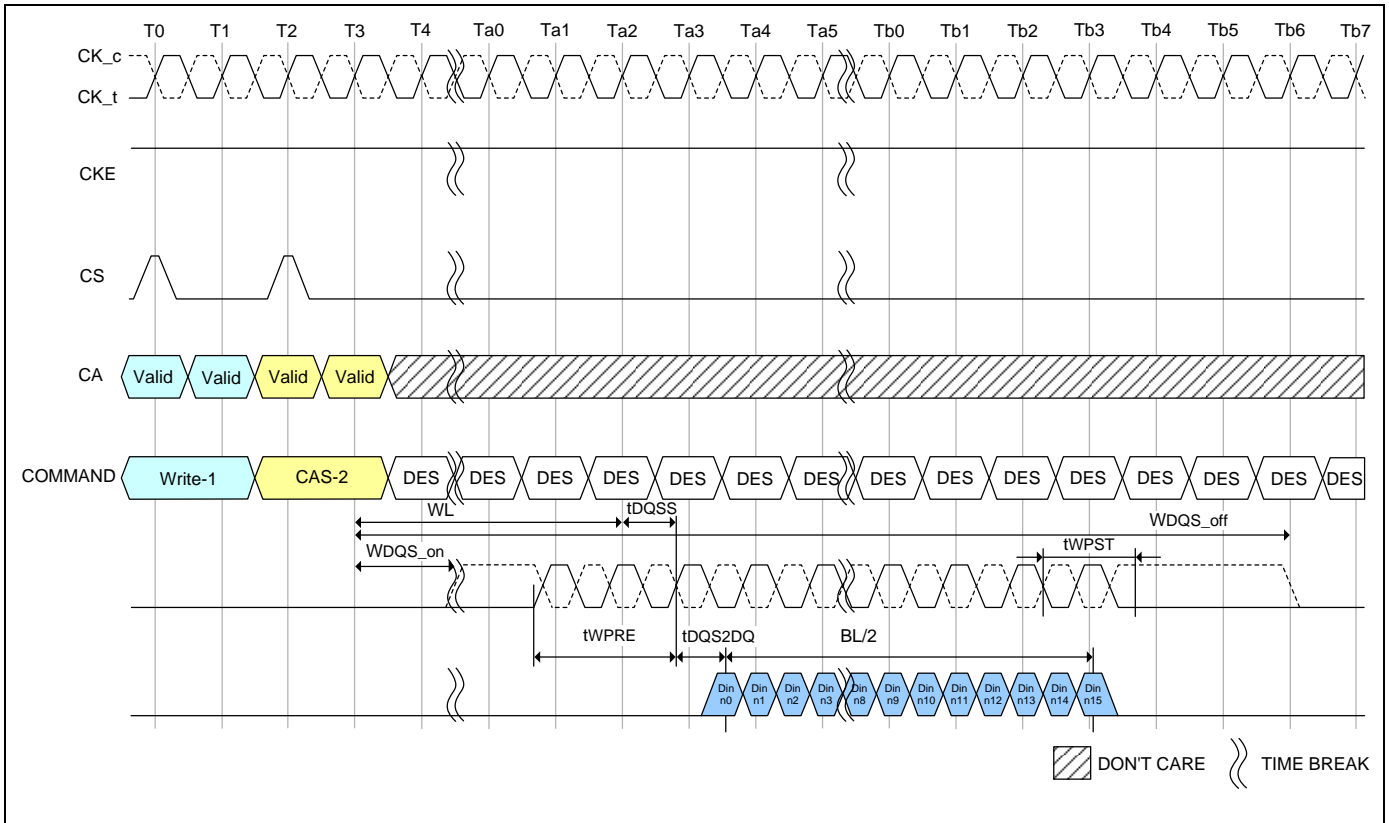 T0 T1 T2 T3 T4 Ta0 Ta1 Ta2 Ta3 Ta4 Ta5 Tb0 Tb1 Tb2 Tb3 Tb4 Tb5 Tb6 Tb7
CK_c
CK_t
CKE
CS
CA Valid Valid Valid Valid
COMMAND Write-1 CAS-2 DES DES DES DES DES DES DES DES DES DES DES DES DES DES DES
WL tDQSS WDQS_off
WDQS_on tWPST
tWPRE tDQS2DQ BL/2
Din Din Din Din Din Din Din Din Din Din Din Din
n0 n1 n2 n3 n8 n9 n10 n11 n12 n13 n14 n15
DON'T CARE TIME BREAK